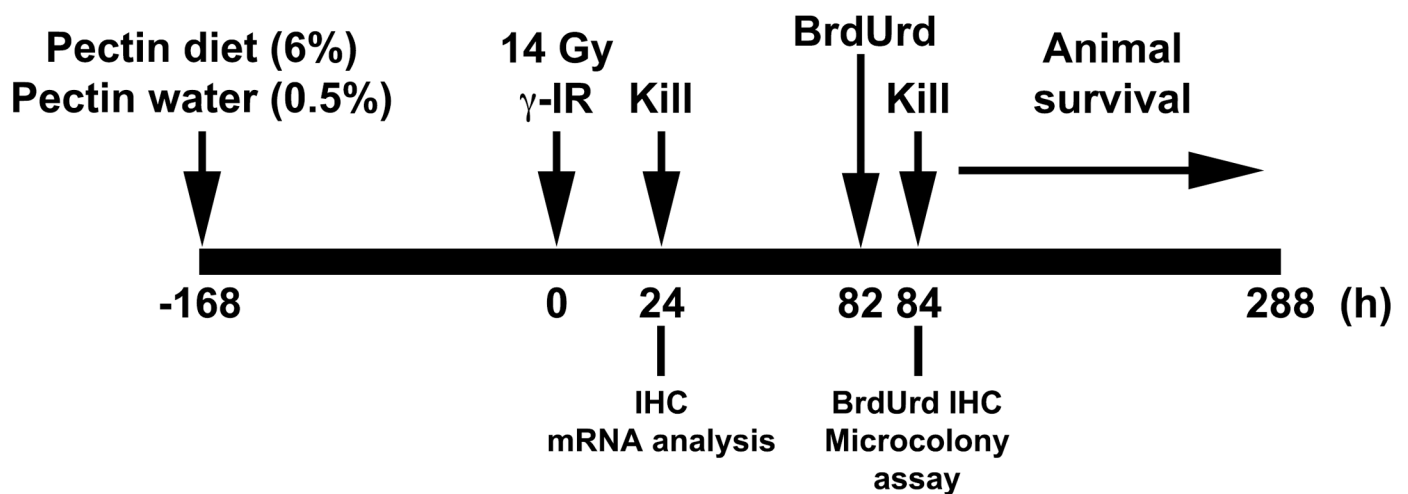 Pectin diet (6%)
Pectin water (0.5%)
14 Gy
γ-IR
Kill
BrdUrd
Kill
Animal
survival
-168
0
24
82
84
288
(h)
IHC
mRNA analysis
BrdUrd IHC
Microcolony
assay